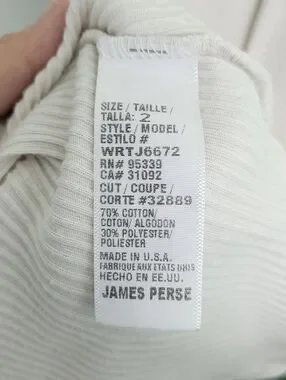 SIZE / TAILLE /
TALLA: 2
STYLE / MODEL /
ESTILO #
WRTJ6672
RN# 95339
CA# 31092
CUT / COUPE /
CORTE #32889
70% COTTON/
COTON/ ALGODON
30% POLYESTER/
POLIESTER
MADE IN U.S.A.
FABRIQUE AUX ETATS UNIS
HECHO EN EE.UU.
JAMES PERSE